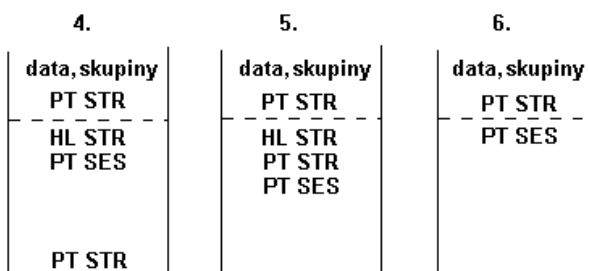 4.
data, skupiny
PT STR
HL STR
PT SES
PT STR
5.
data, skupiny
PT STR
HL STR
PT STR
PT SES
6.
data, skupiny
PT STR
PT SES